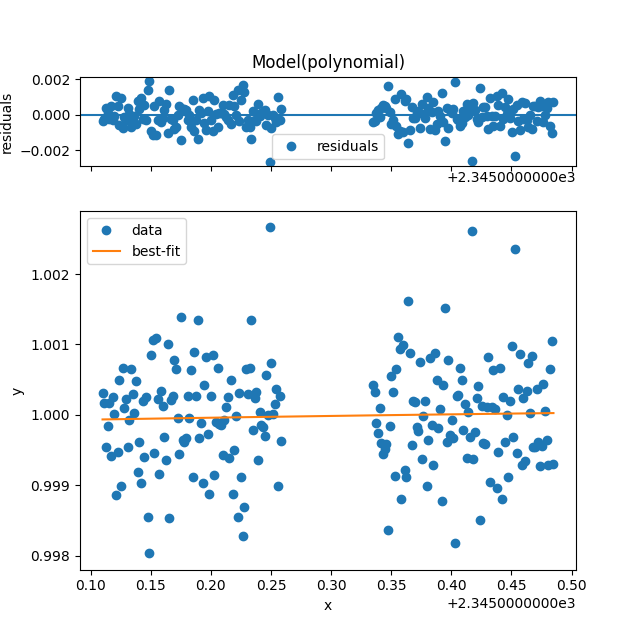 Model(polynomial)
0.002
0.000
−0.002
residuals
residuals
+2.3450000000e3
data
best-fit
1.002
1.001
1.000
0.999
0.998
y
0.10 0.15 0.20 0.25 0.30 0.35 0.40 0.45 0.50
x
+2.3450000000e3